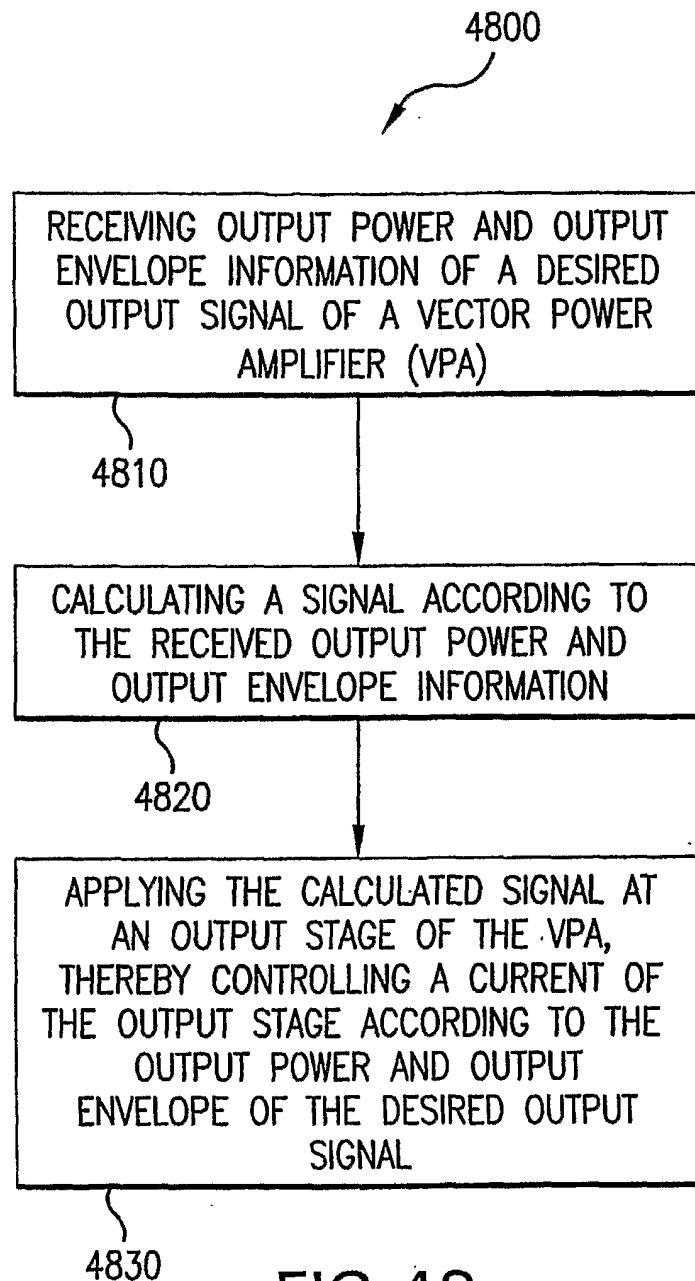 4800
RECEIVING OUTPUT POWER AND OUTPUT
ENVELOPE INFORMATION OF A DESIRED
OUTPUT SIGNAL OF A VECTOR POWER
AMPLIFIER (VPA)
4810
CALCULATING A SIGNAL ACCORDING TO
THE RECEIVED OUTPUT POWER AND
OUTPUT ENVELOPE INFORMATION
4820
APPLYING THE CALCULATED SIGNAL AT
AN OUTPUT STAGE OF THE VPA,
THEREBY CONTROLLING A CURRENT OF
THE OUTPUT STAGE ACCORDING TO THE
OUTPUT POWER AND OUTPUT
ENVELOPE OF THE DESIRED OUTPUT
SIGNAL
4830
FIG.48